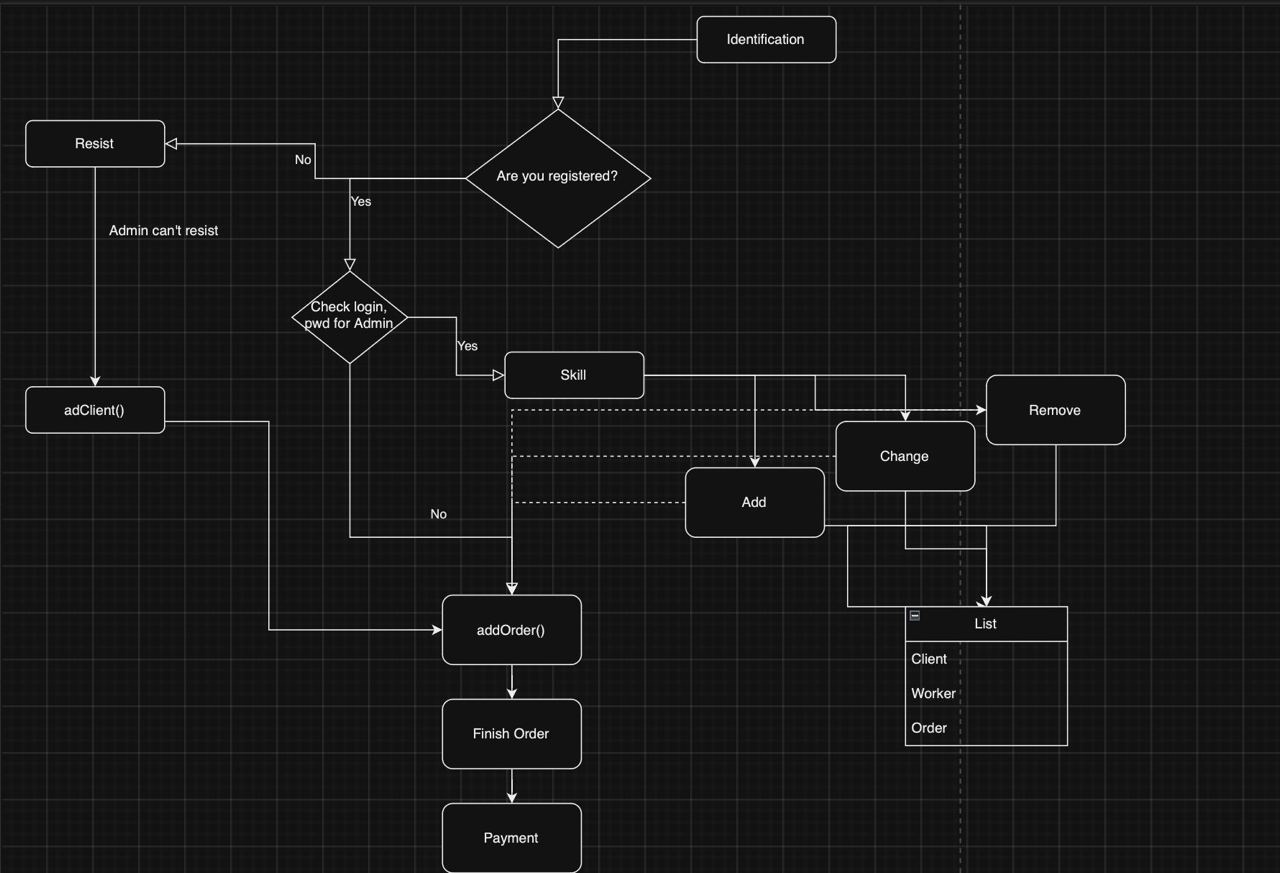 Identification
Resist
No
Are you registered?
Yes
Admin can't resist
Check login,
pwd for Admin
Yes
Skill
adClient()
Remove
Change
Add
No
addOrder()
List
Client
Worker
Order
Finish Order
Payment